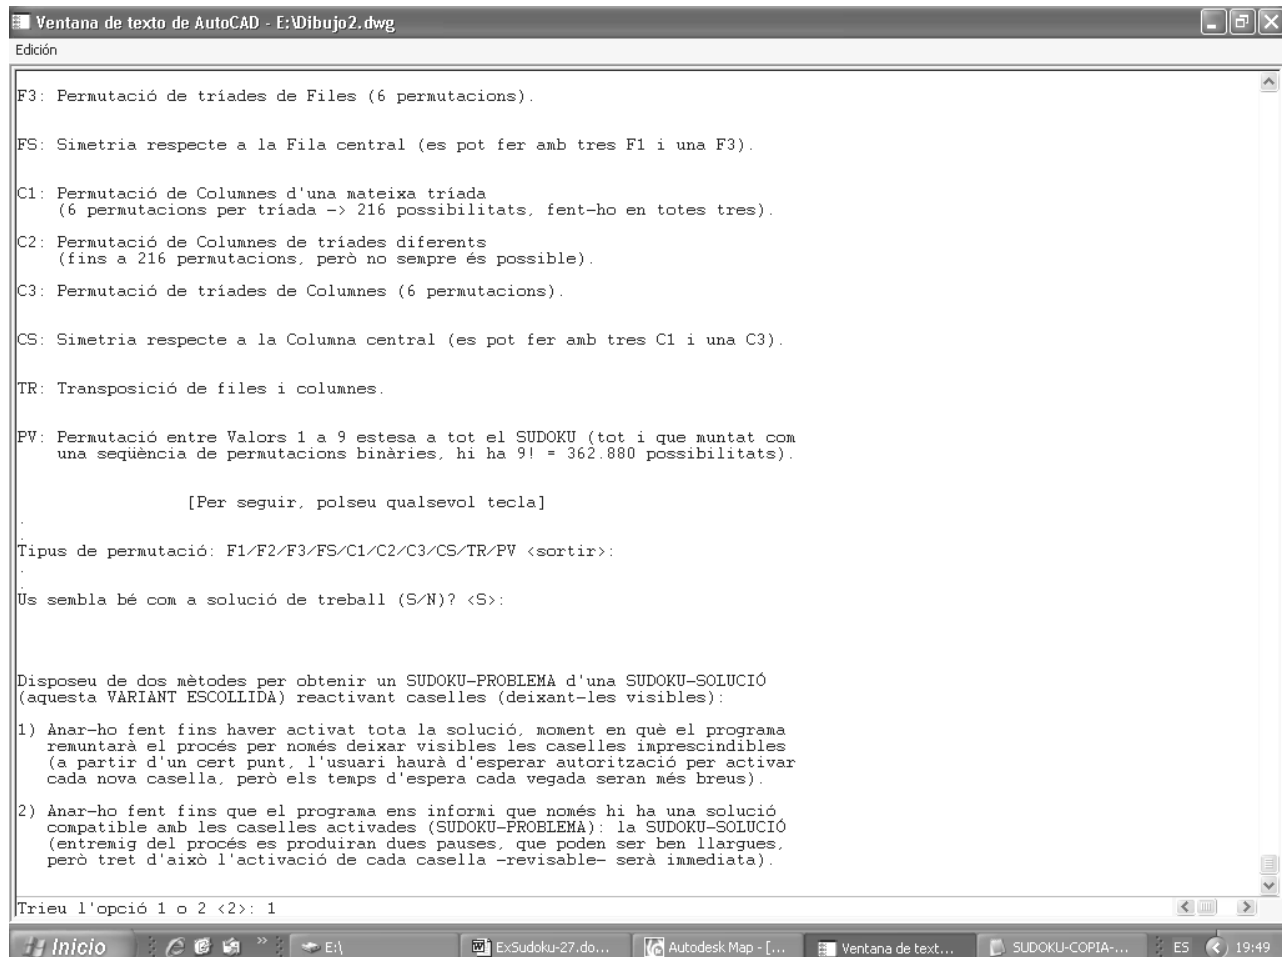 Ventana de texto de AutoCAD - E:\Dibujo2.dwg
Edición
F3: Permutació de tríades de Files (6 permutacions).
FS: Simetria respecte a la Fila central (es pot fer amb tres F1 i una F3).
C1: Permutació de Columnes d'una mateixa tríada
(6 permutacions per tríada -> 216 possibilitats, fent-ho en totes tres).
C2: Permutació de Columnes de tríades diferents
(fins a 216 permutacions, però no sempre és possible).
C3: Permutació de tríades de Columnes (6 permutacions).
CS: Simetria respecte a la Columna central (es pot fer amb tres C1 i una C3).
TR: Transposició de files i columnes.
PV: Permutació entre Valors 1 a 9 estesa a tot el SUDOKU (tot i que muntat com
una seqüència de permutacions binàries, hi ha 9! = 362.880 possibilitats).
[Per seguir, polseu qualsevol tecla]
.
.
Tipus de permutació: F1/F2/F3/FS/C1/C2/C3/CS/TR/PV <sortir>:
.
.
Us sembla bé com a solució de treball (S/N)? <S>:
Disposeu de dos mètodes per obtenir un SUDOKU-PROBLEMA d'una SUDOKU-SOLUCIÓ
(aquesta VARIANT ESCOLLIDA) reactivant caselles (deixant-les visibles):
1) Anar-ho fent fins haver activat tota la solució, moment en què el programa
remuntarà el procés per només deixar visibles les caselles imprescindibles
(a partir d'un cert punt, l'usuari haurà d'esperar autorització per activar
cada nova casella, però els temps d'espera cada vegada seran més breus).
2) Anar-ho fent fins que el programa ens informi que només hi ha una solució
compatible amb les caselles activades (SUDOKU-PROBLEMA): la SUDOKU-SOLUCIÓ
(entremig del procés es produiran dues pauses, que poden ser ben llargues,
però tret d'això l'activació de cada casella -revisable- serà immediata).
Trieu l'opció 1 o 2 <2>: 1
Inicio » E:\ ExSudoku-27.do... Autodesk Map - [... Ventana de text... SUDOKU-COPIA-... ES 19:49